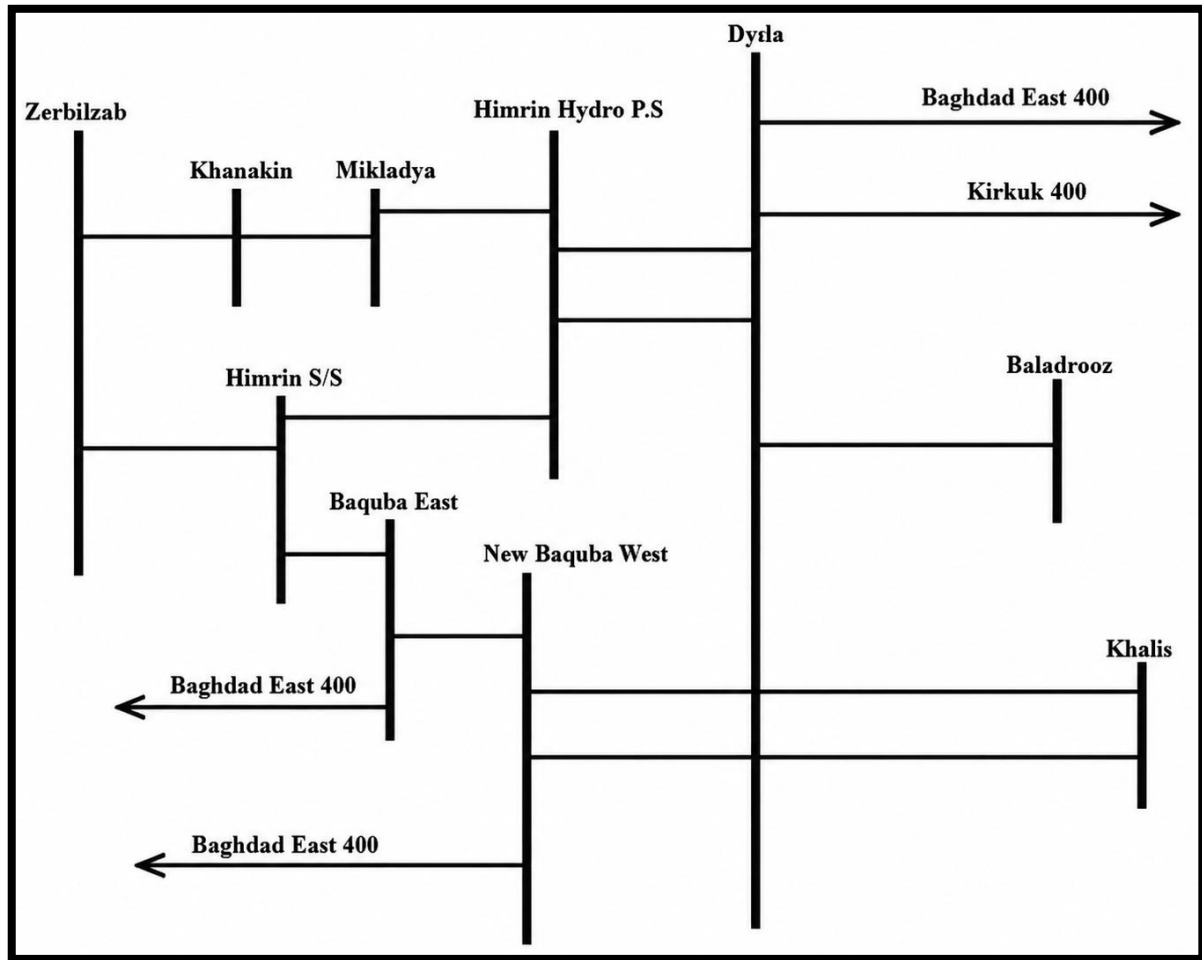 Zerbilzab
Khanakin
Mikladya
Himrin Hydro P.S
Baghdad East 400
Kirkuk 400
Himrin S/S
Baladrooz
Baquba East
New Baquba West
Khalis
Baghdad East 400
Baghdad East 400